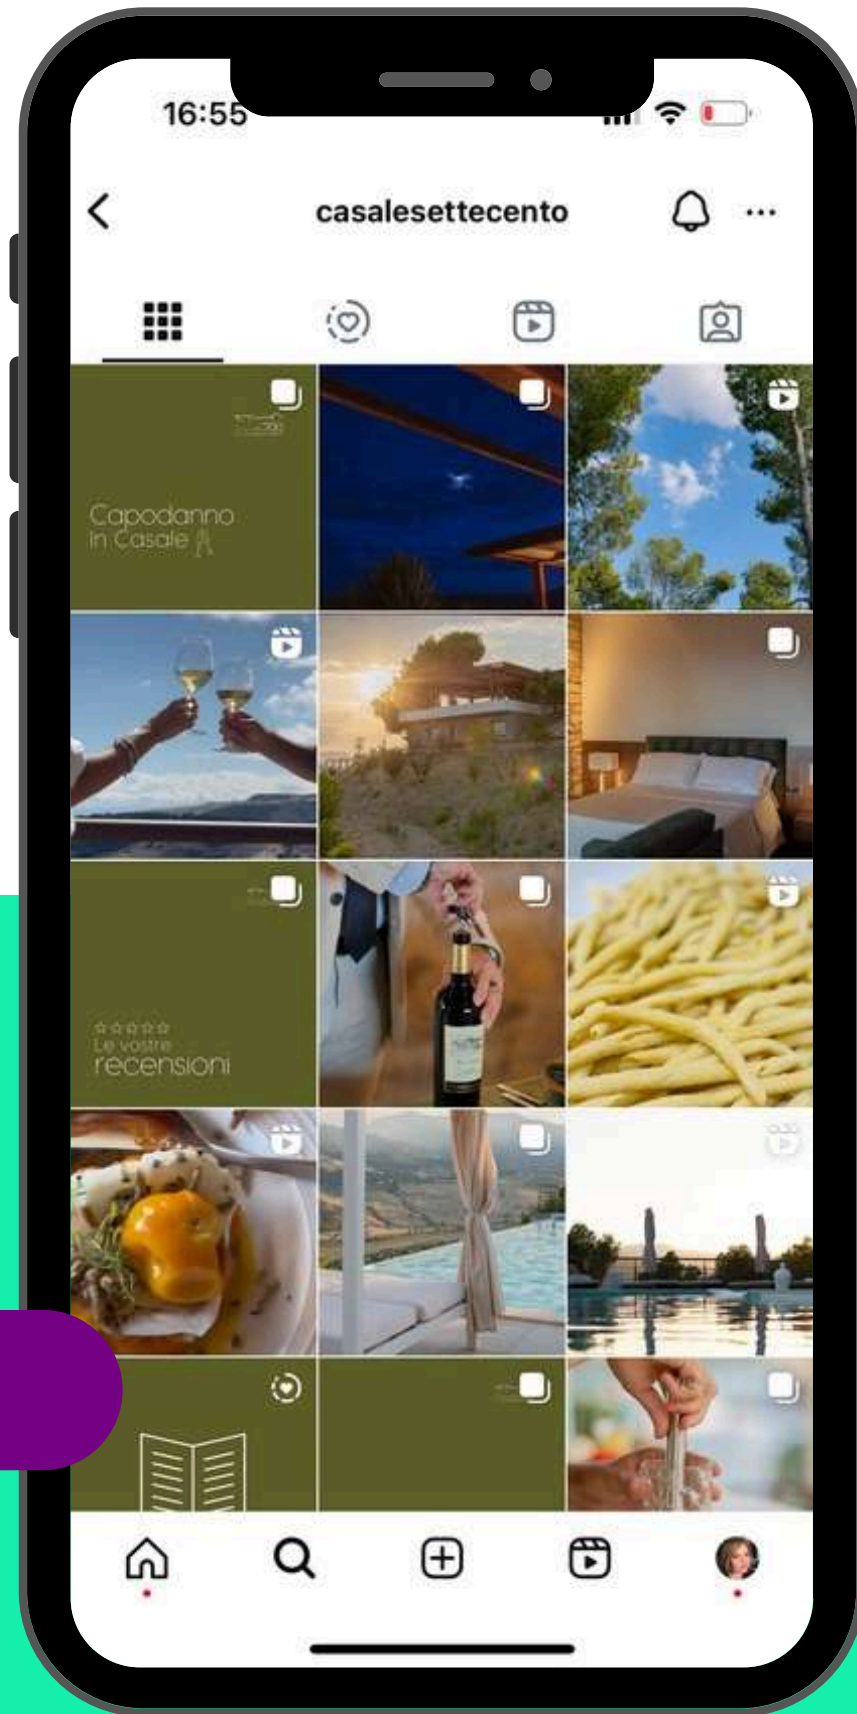 16:55
casalesettecento
Capodanno
in Casale
Le vostre
recensioni